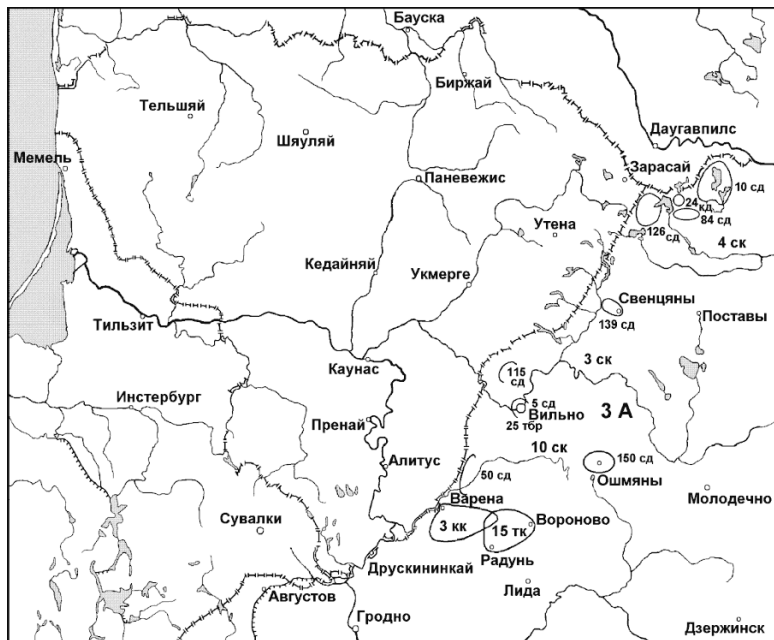 Бауска
Биржай
Тельшяй
Шяуляй
Даугавпилс
Мемель
Паневежис
Зарасай
10 сд
24 кд
84 сд
126 сд
4 ск
Утена
Кедайняй
Укмерге
Свенцяны
139 сд
Поставы
Тильзит
Каунас
3 ск
115
сд
Инстербург
5 сд
Вильно
25 тбр
3 А
Пренай
10 ск
150 сд
Алитус
50 сд
Ошмяны
Молодечно
Варена
Сувалки
3 кк
15 тк
Вороново
Радунь
Друскининкай
Лида
Августов
Гродно
Дзержинск